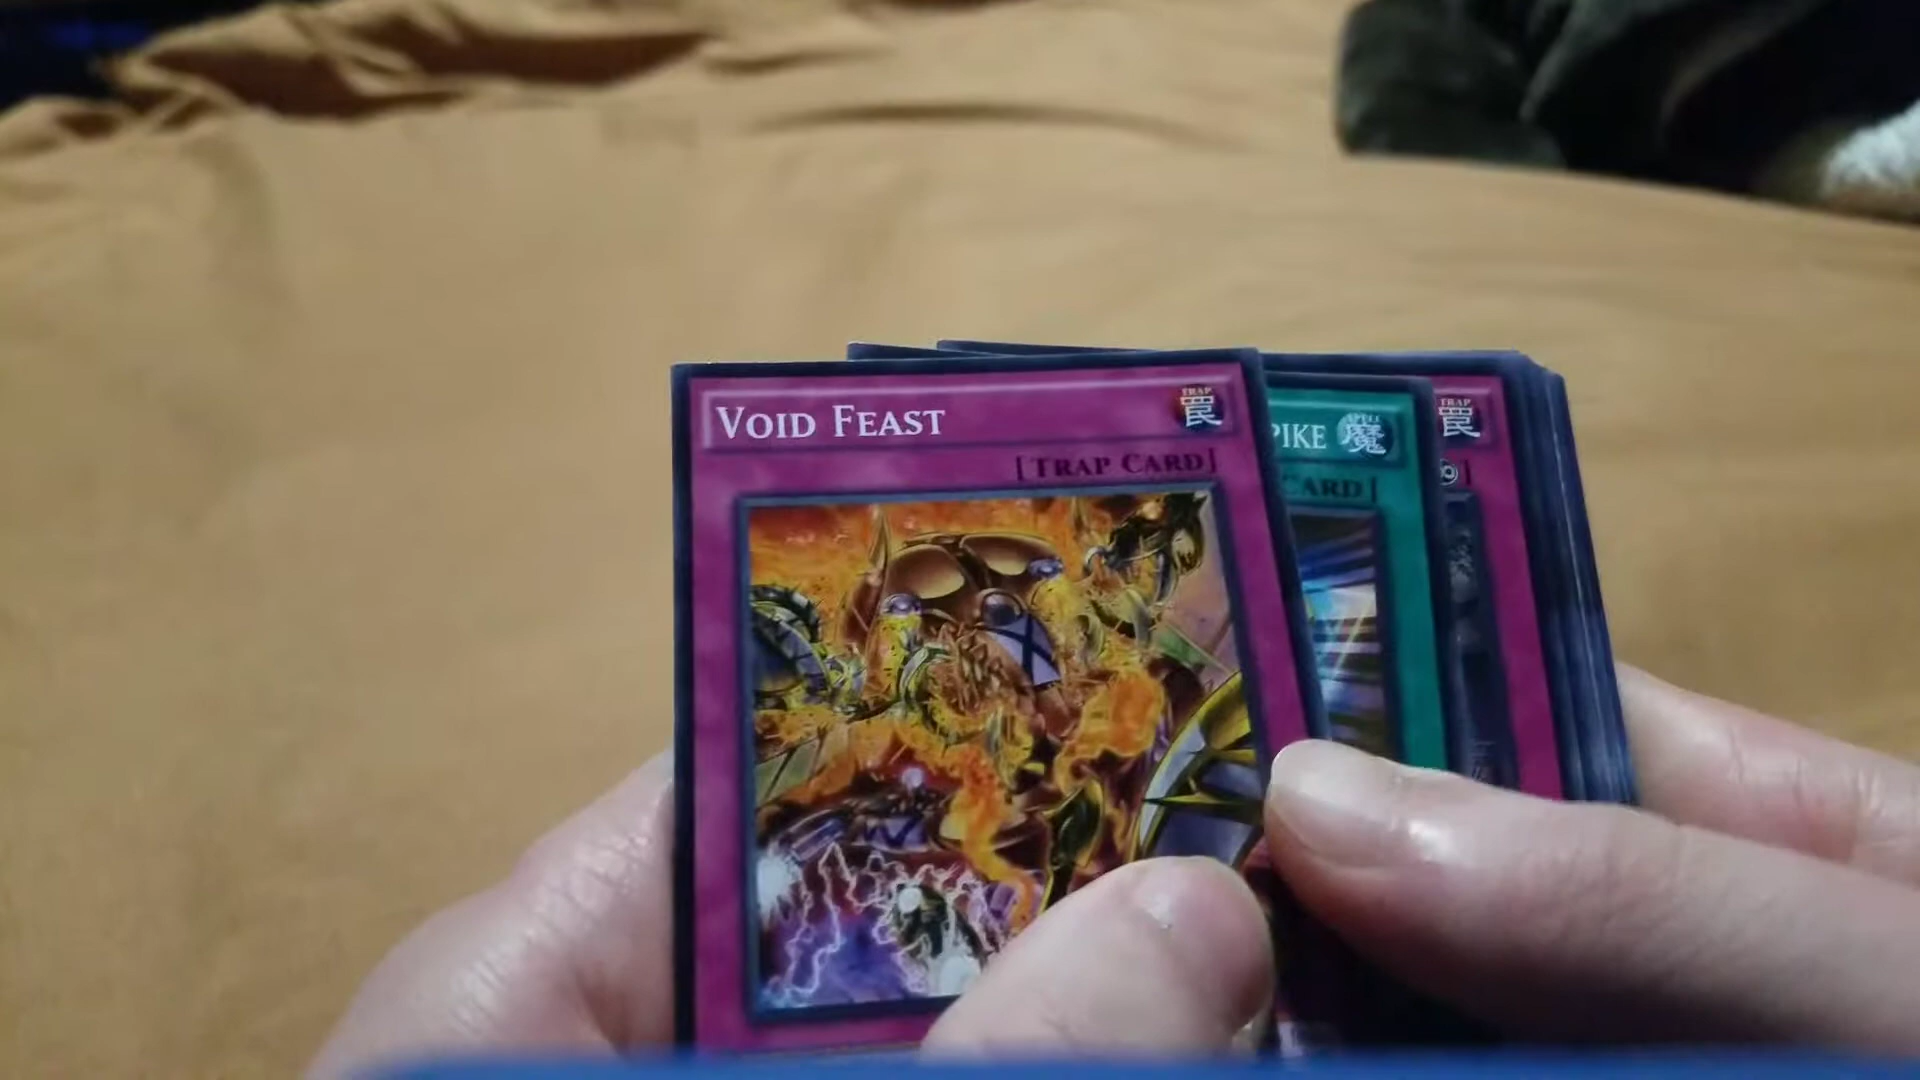 VOID FEAST
TRAP
罠
[TRAP CARD]
PIKE
SPELL
魔
CARD]
TRAP
罠
]